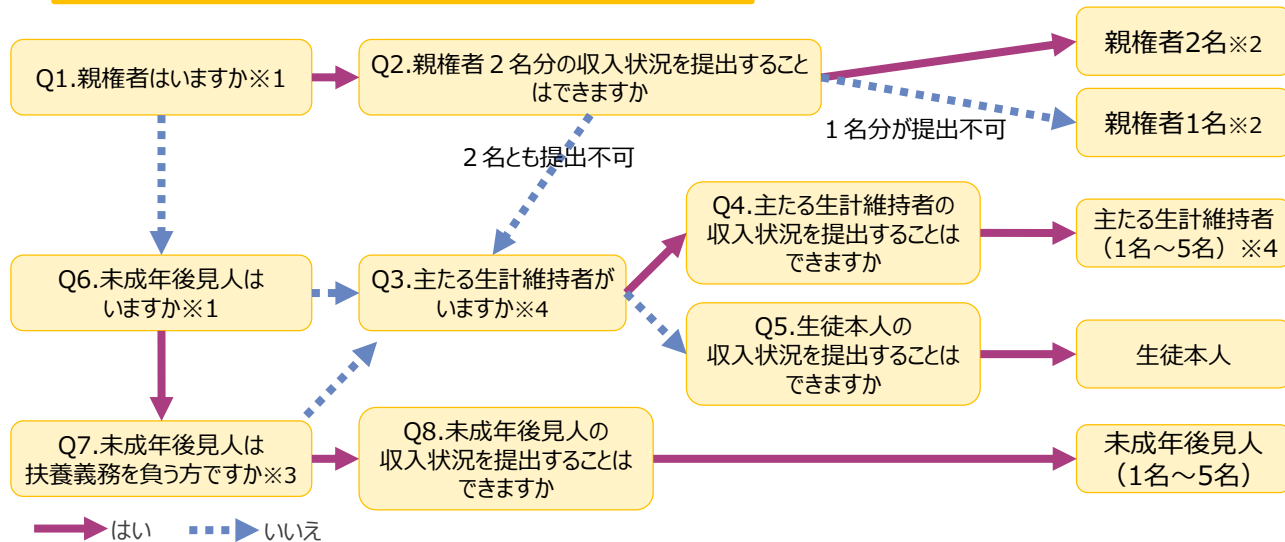 Q1.親権者はいますか※1
Q2.親権者２名分の収入状況を提出すること
はできますか
親権者2名※2
１名分が提出不可
親権者1名※2
２名とも提出不可
Q4.主たる生計維持者の
収入状況を提出することは
できますか
主たる生計維持者
（1名～5名）※4
Q6.未成年後見人は
いますか※1
Q3.主たる生計維持者が
いますか※4
Q5.生徒本人の
収入状況を提出することは
できますか
生徒本人
Q7.未成年後見人は
扶養義務を負う方ですか※3
Q8.未成年後見人の
収入状況を提出することは
できますか
未成年後見人
（1名～5名）
はい
いいえ